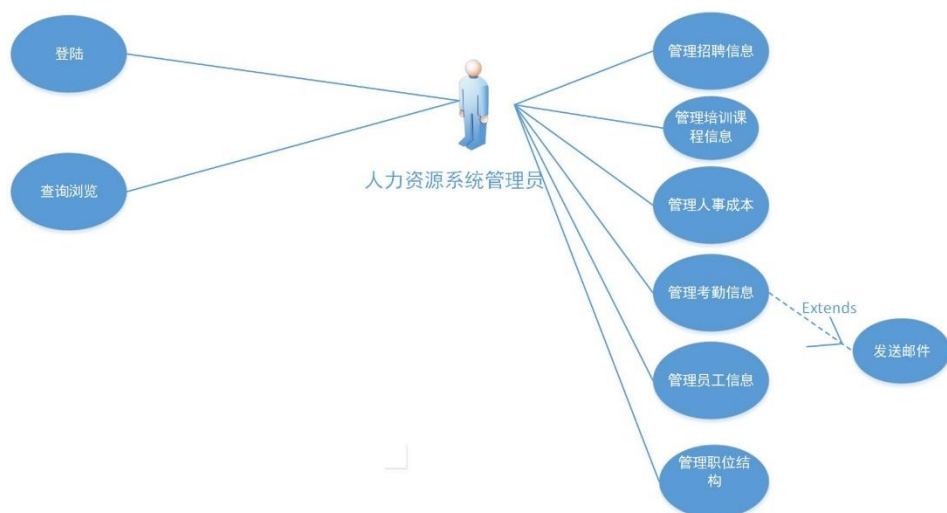 登陆
查询浏览
人力资源系统管理员
管理招聘信息
管理培训课
程信息
管理人事成本
管理考勤信息
Extends
发送邮件
管理员工信息
管理职位结
构